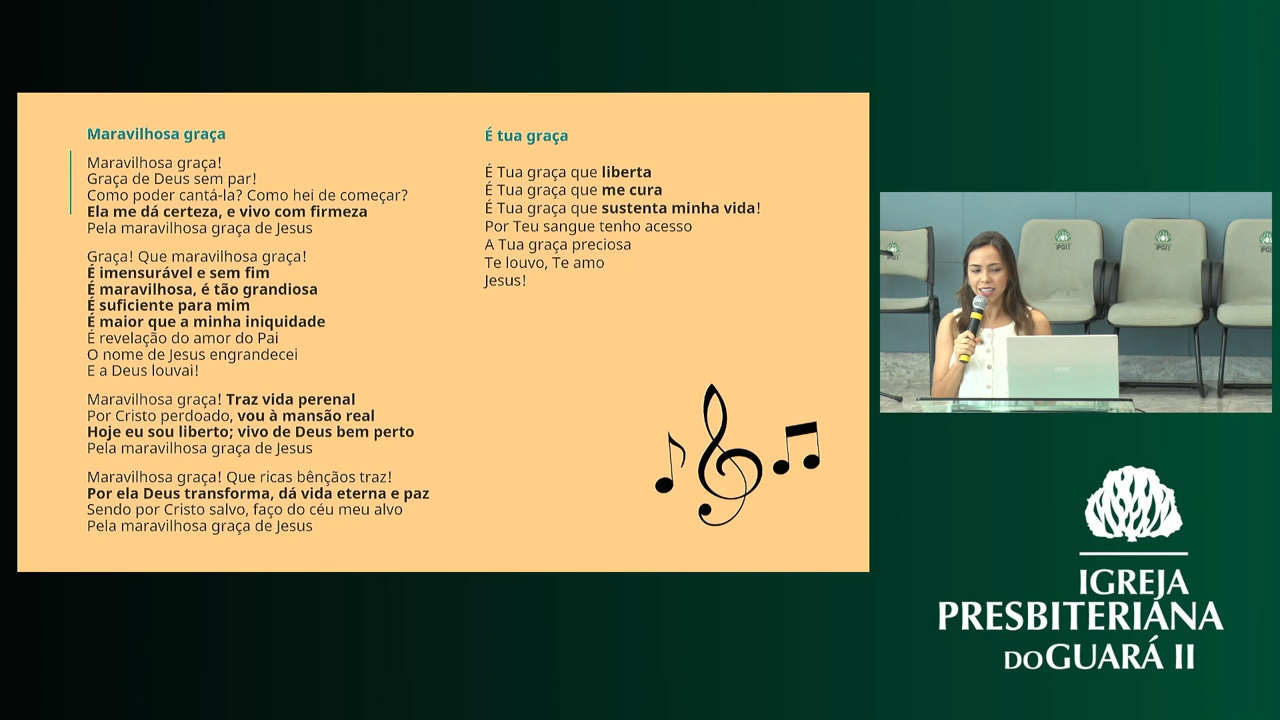 Maravilhosa graça
Maravilhosa graça!
Graça de Deus sem par!
Como poder cantá-la? Como hei de começar?
Ela me dá certeza, e vivo com firmeza
Pela maravilhosa graça de Jesus
Graça! Que maravilhosa graça!
É imensurável e sem fim
É maravilhosa, é tão grandiosa
É suficiente para mim
É maior que a minha iniquidade
É revelação do amor do Pai
O nome de Jesus engrandecei
E a Deus louvai!
Maravilhosa graça! Traz vida perenal
Por Cristo perdoado, vou à mansão real
Hoje eu sou liberto; vivo de Deus bem perto
Pela maravilhosa graça de Jesus
Maravilhosa graça! Que ricas bênçãos traz!
Por ela Deus transforma, dá vida eterna e paz
Sendo por Cristo salvo, faço do céu meu alvo
Pela maravilhosa graça de Jesus
É tua graça
É Tua graça que liberta
É Tua graça que me cura
É Tua graça que sustenta minha vida!
Por Teu sangue tenho acesso
A Tua graça preciosa
Te louvo, Te amo
Jesus!
IPGII
IPGII
acer
IGREJA
PRESBITERIANA
DO GUARÁ II